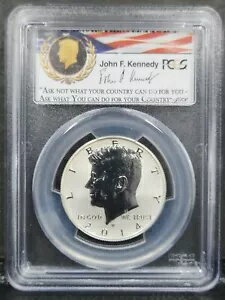 John F. Kennedy PCGS
"ASK NOT WHAT YOUR COUNTRY CAN DO FOR YOU -
ASK WHAT YOU CAN DO FOR YOUR COUNTRY."
LIBERTY
IN GOD WE TRUST
2014